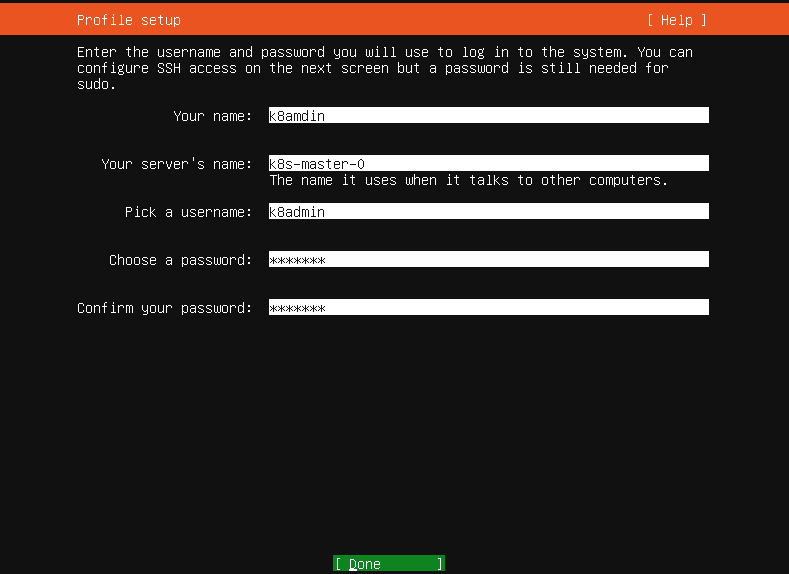 Profile setup [ Help ]
Enter the username and password you will use to log in to the system. You can
configure SSH access on the next screen but a password is still needed for
sudo.
Your name: k8amdin
Your server's name: k8s-master-0
The name it uses when it talks to other computers.
Pick a username: k8admin
Choose a password: *******
Confirm your password: *******
[ Done ]